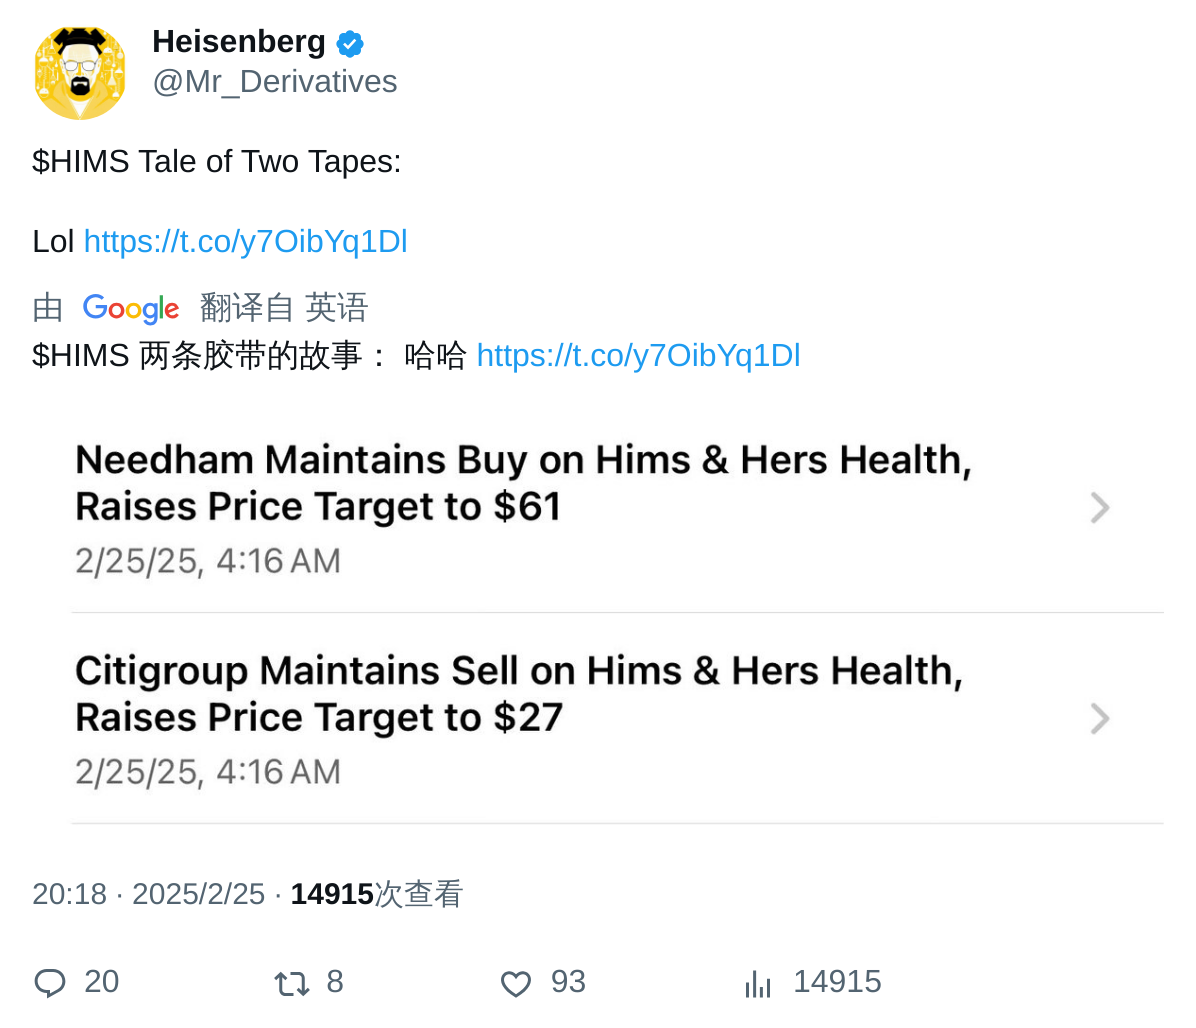 Heisenberg
@Mr_Derivatives
$HIMS Tale of Two Tapes:
Lol https://t.co/y7OibYq1Dl
由 Google 翻译自 英语
$HIMS 两条胶带的故事： 哈哈 https://t.co/y7OibYq1Dl
Needham Maintains Buy on Hims & Hers Health,
Raises Price Target to $61
2/25/25, 4:16 AM
Citigroup Maintains Sell on Hims & Hers Health,
Raises Price Target to $27
2/25/25, 4:16 AM
20:18 · 2025/2/25 · 14915次查看
20 8 93 14915